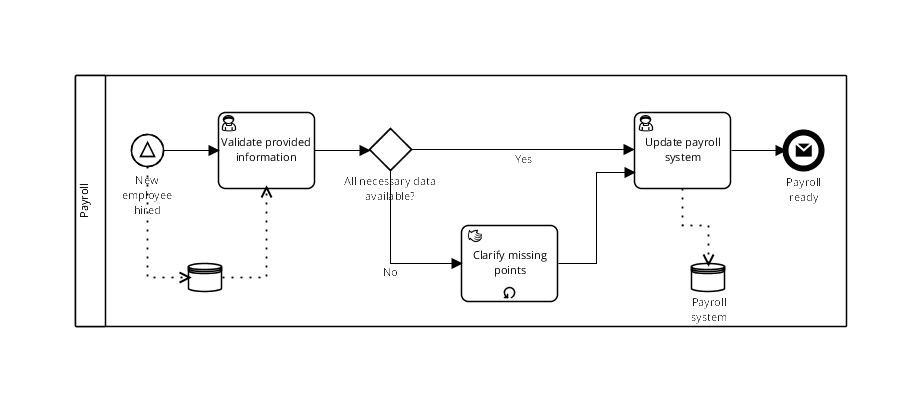 Payroll
New
employee
hired
Validate provided
information
All necessary data
available?
Yes
No
Clarify missing
points
Update payroll
system
Payroll
system
Payroll
ready